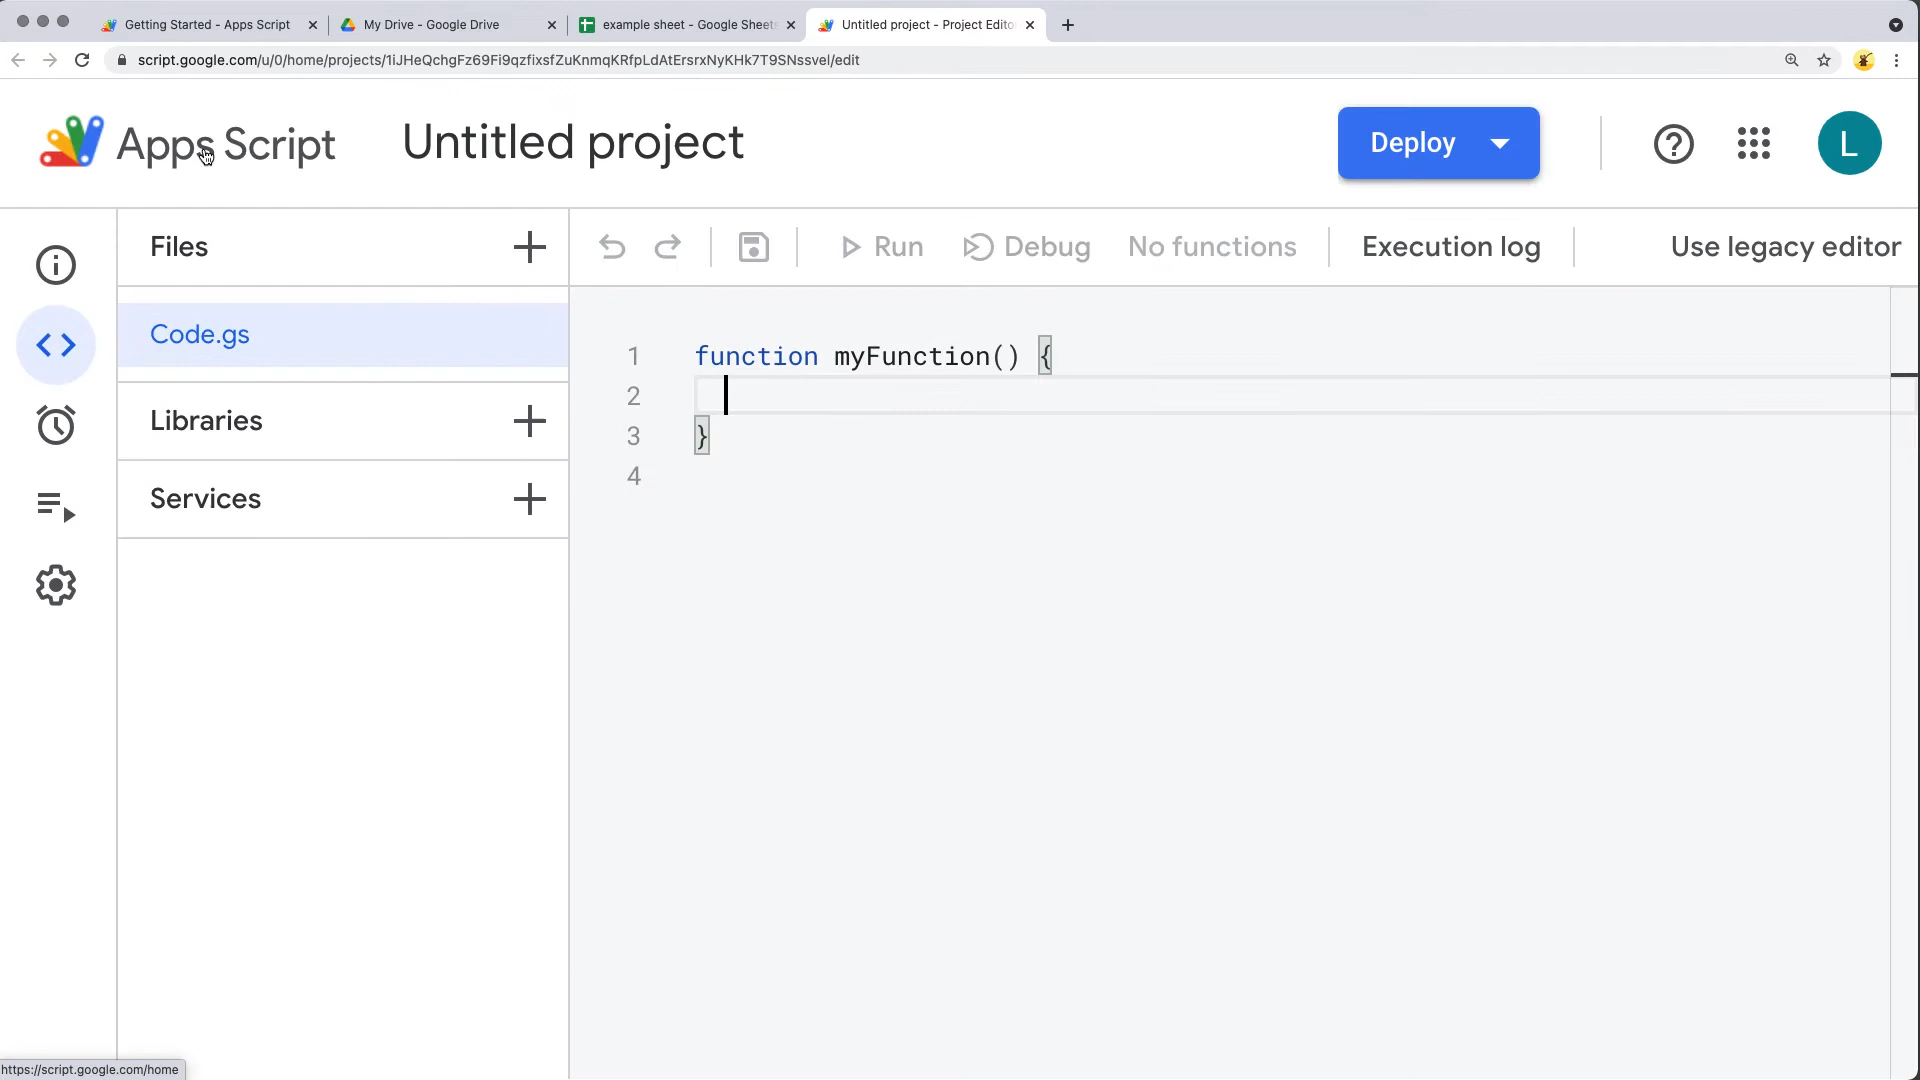 Getting Started - Apps Script
My Drive - Google Drive
example sheet - Google Sheets
Untitled project - Project Edito
script.google.com/u/0/home/projects/1iJHeQchgFz69Fi9qzfixsfZuKnmqKRfpLdAtErsrxNyKHk7T9SNssvel/edit
Apps Script
Untitled project
Deploy
L
Files
Run
Debug
No functions
Execution log
Use legacy editor
Code.gs
Libraries
Services
1 function myFunction() {
2
3 }
4
https://script.google.com/home